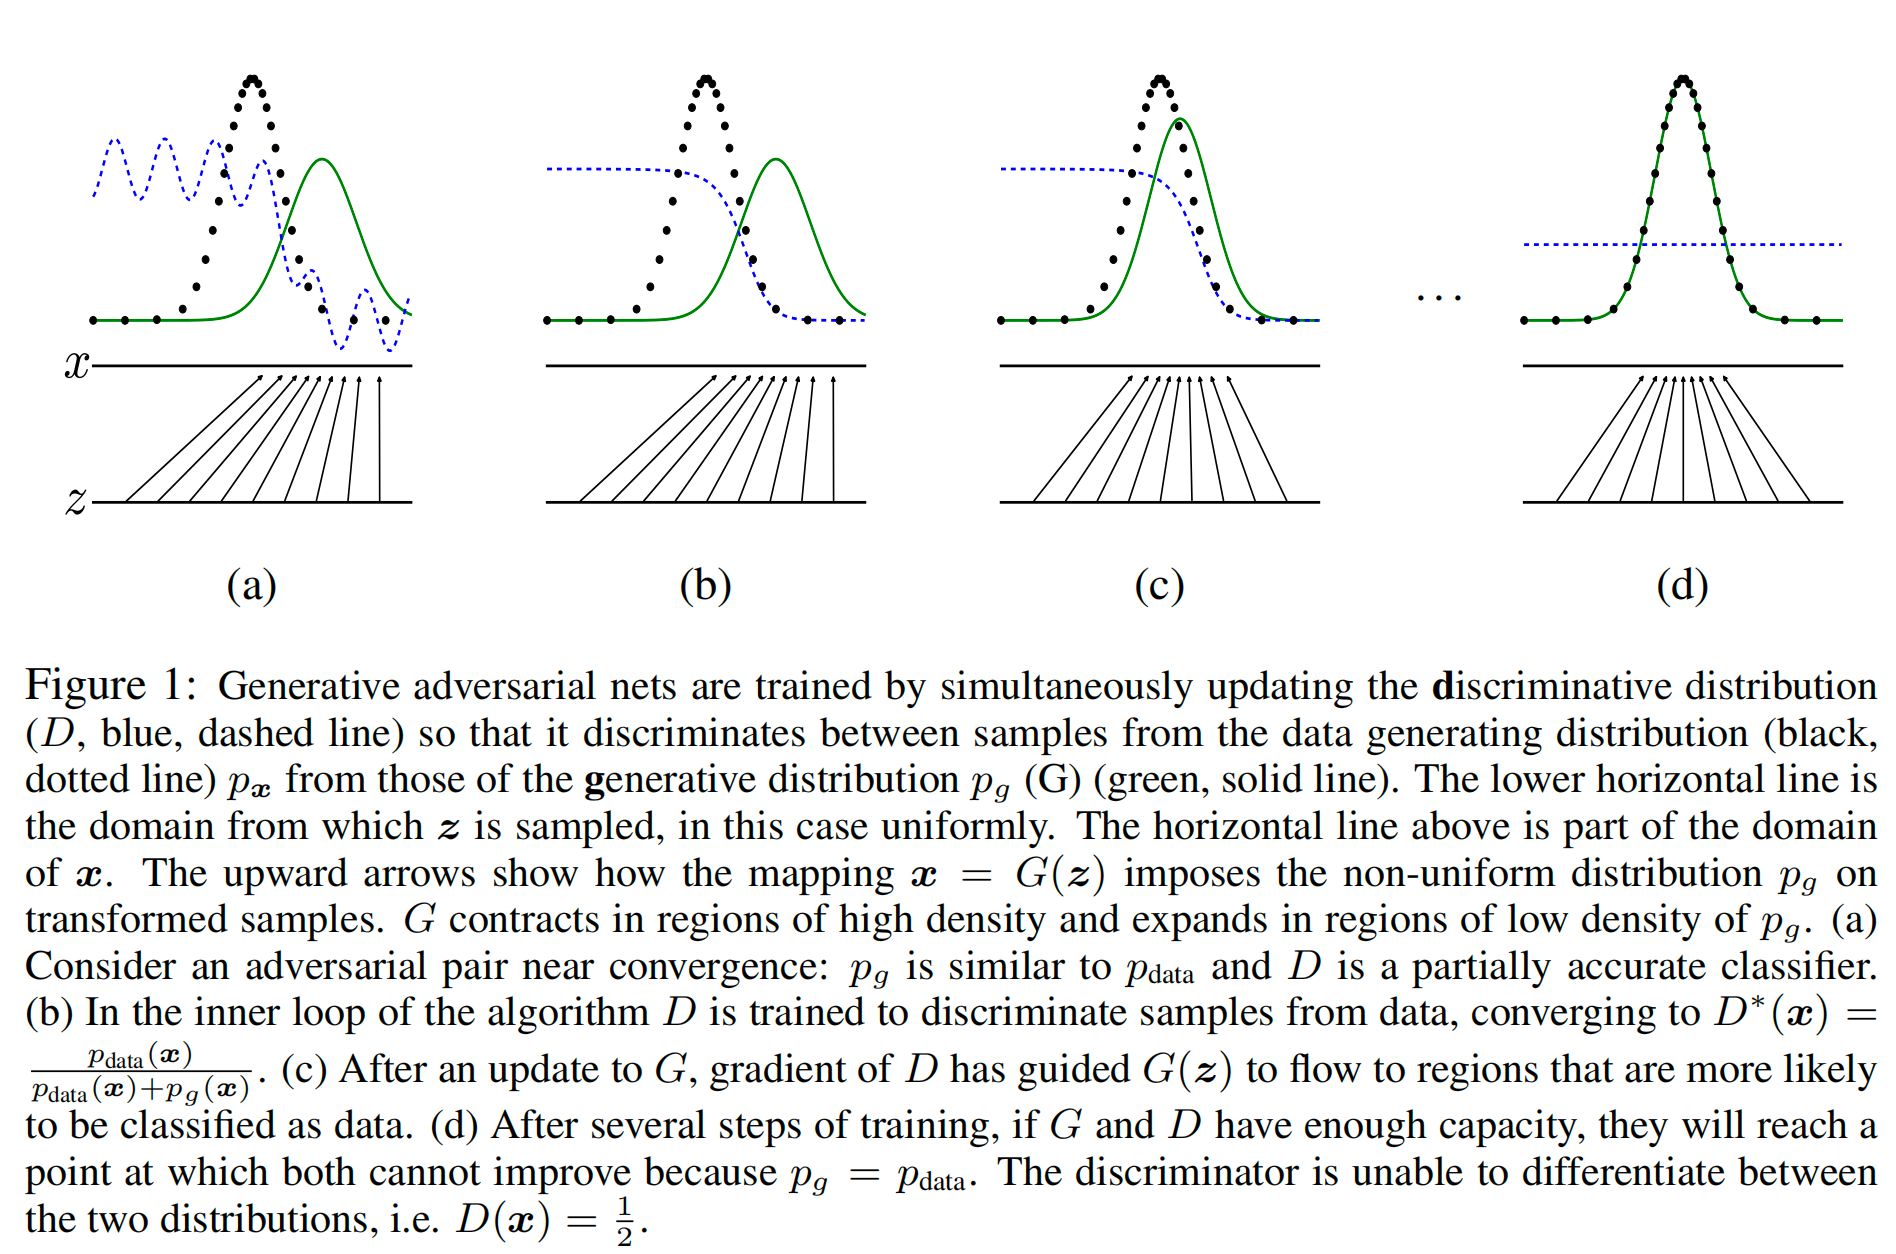 x
z
(a)
(b)
(c)
(d)
. . .
Figure 1: Generative adversarial nets are trained by simultaneously updating the discriminative distribution
(D, blue, dashed line) so that it discriminates between samples from the data generating distribution (black,
dotted line) pₓ from those of the generative distribution p_g (G) (green, solid line). The lower horizontal line is
the domain from which z is sampled, in this case uniformly. The horizontal line above is part of the domain
of x. The upward arrows show how the mapping x = G(z) imposes the non-uniform distribution p_g on
transformed samples. G contracts in regions of high density and expands in regions of low density of p_g. (a)
Consider an adversarial pair near convergence: p_g is similar to p_data and D is a partially accurate classifier.
(b) In the inner loop of the algorithm D is trained to discriminate samples from data, converging to D*(x) =
p_data(x) / (p_data(x)+p_g(x)). (c) After an update to G, gradient of D has guided G(z) to flow to regions that are more likely
to be classified as data. (d) After several steps of training, if G and D have enough capacity, they will reach a
point at which both cannot improve because p_g = p_data. The discriminator is unable to differentiate between
the two distributions, i.e. D(x) = 1/2.